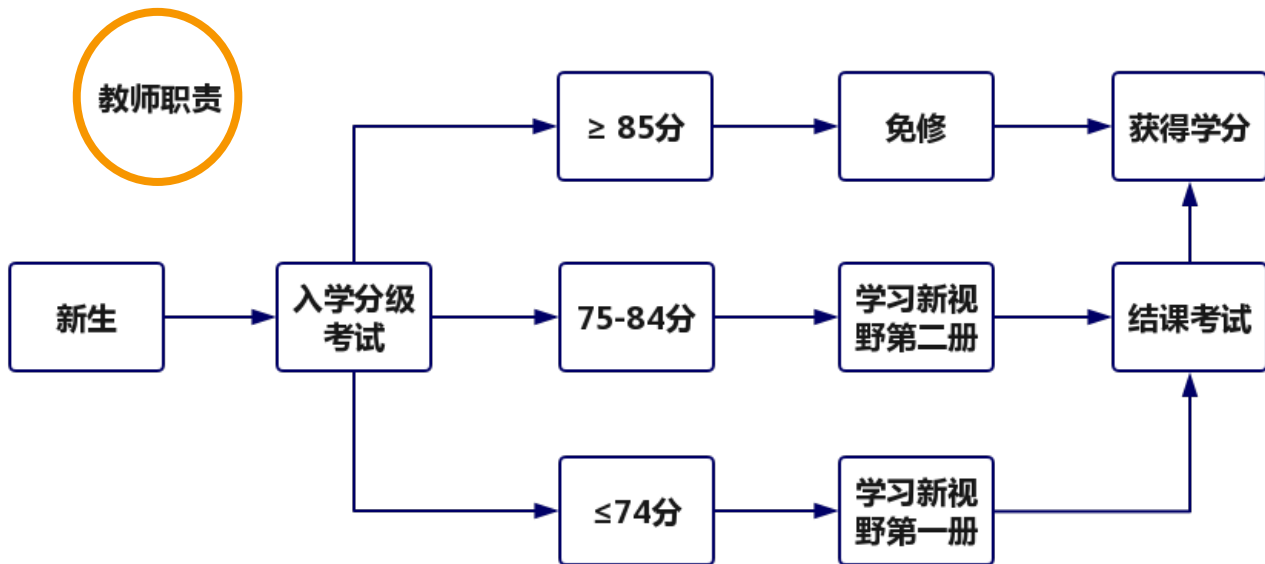 教师职责
≥ 85分
免修
获得学分
新生
入学分级
考试
75-84分
学习新视
野第二册
结课考试
≤74分
学习新视
野第一册